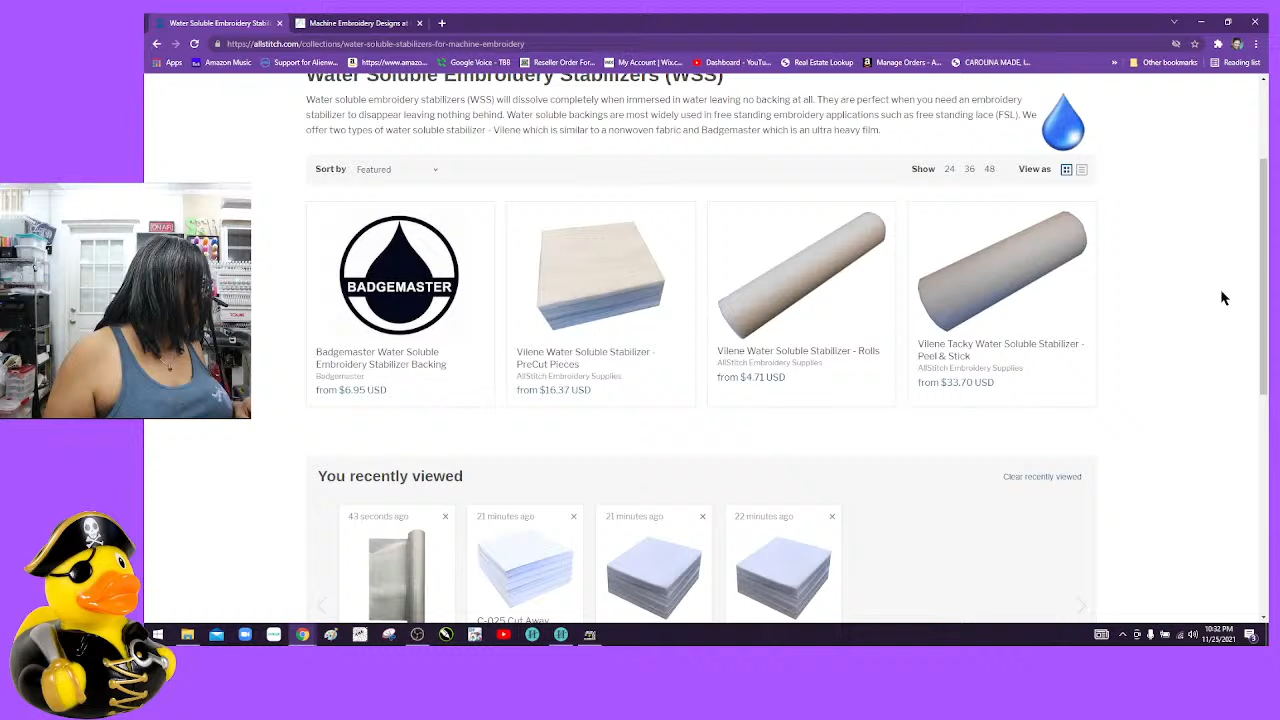 Water Soluble Embroidery Stabil
Machine Embroidery Designs at
https://allstitch.com/collections/water-soluble-stabilizers-for-machine-embroidery
Apps Amazon Music Support for Alienw... https://www.amazo... Google Voice - TBB Reseller Order For... My Account | Wix.c... Dashboard - YouTu... Real Estate Lookup Manage Orders - A... CAROLINA MADE, I... » Other bookmarks Reading list
Water Soluble Embroidery Stabilizers (WSS)
Water soluble embroidery stabilizers (WSS) will dissolve completely when immersed in water leaving no backing at all. They are perfect when you need an embroidery
stabilizer to disappear leaving nothing behind. Water soluble backings are most widely used in free standing embroidery applications such as free standing lace (FSL). We
offer two types of water soluble stabilizer - Vilene which is similar to a nonwoven fabric and Badgemaster which is an ultra heavy film.
Sort by Featured
Show 24 36 48 View as
ON AIR
BADGEMASTER
Badgemaster Water Soluble
Embroidery Stabilizer Backing
Badgemaster
from $6.95 USD
Vilene Water Soluble Stabilizer -
PreCut Pieces
AllStitch Embroidery Supplies
from $16.37 USD
Vilene Water Soluble Stabilizer - Rolls
AllStitch Embroidery Supplies
from $4.71 USD
Vilene Tacky Water Soluble Stabilizer -
Peel & Stick
AllStitch Embroidery Supplies
from $33.70 USD
You recently viewed
Clear recently viewed
43 seconds ago
21 minutes ago
21 minutes ago
22 minutes ago
C-025 Cut Away
10:32 PM
11/25/2021